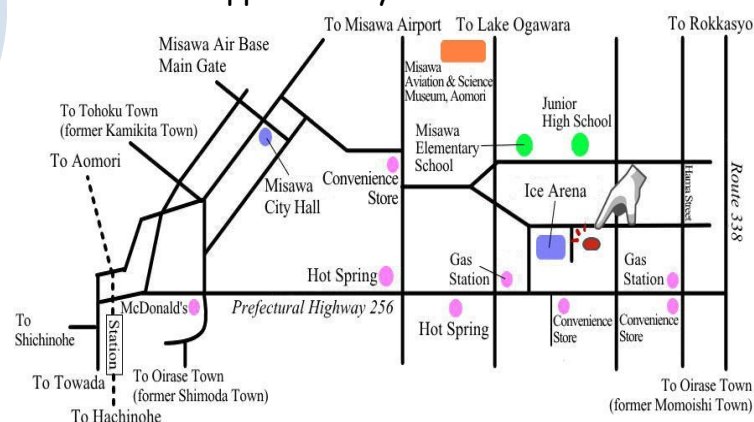 To Misawa Airport
To Lake Ogawara
To Rokkasyo
Misawa Air Base
Main Gate
Misawa
Aviation & Science
Museum, Aomori
To Tohoku Town
(former Kamikita Town)
Junior
High School
Misawa
Elementary
School
To Aomori
Convenience
Store
Misawa
City Hall
Ice Arena
Hama Street
Route 338
Hot Spring
Gas
Station
Gas
Station
McDonald's
Prefectural Highway 256
Hot Spring
Convenience
Store
Convenience
Store
To
Shichinohe
Station
To Towada
To Oirase Town
(former Shimoda Town)
To Oirase Town
(former Momoishi Town)
To Hachinohe